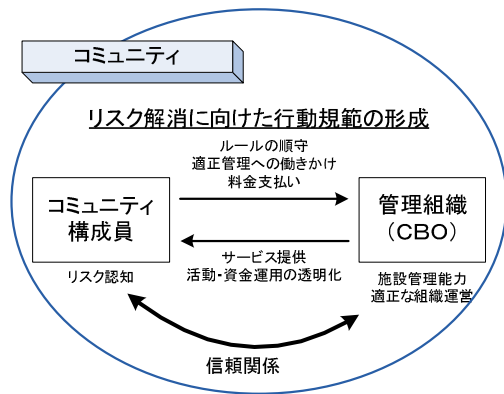 コミュニティ
リスク解消に向けた行動規範の形成
ルールの順守
適正管理への働きかけ
料金支払い
コミュニティ
構成員
管理組織
(CBO)
サービス提供
活動・資金運用の透明化
リスク認知
施設管理能力
適正な組織運営
信頼関係